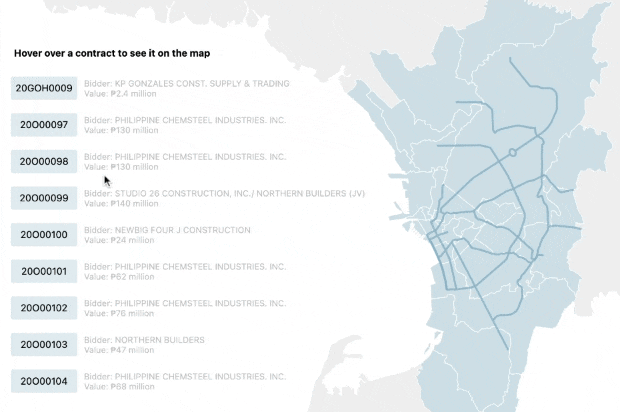 Hover over a contract to see it on the map
20GOH0009
Bidder: KP GONZALES CONST. SUPPLY & TRADING
Value: ₱2.4 million
20O00097
Bidder: PHILIPPINE CHEMSTEEL INDUSTRIES. INC.
Value: ₱130 million
20O00098
Bidder: PHILIPPINE CHEMSTEEL INDUSTRIES. INC.
Value: ₱136 million
20O00099
Bidder: STUDIO 26 CONSTRUCTION, INC./ NORTHERN BUILDERS (JV)
Value: ₱140 million
20O00100
Bidder: NEWBIG FOUR J CONSTRUCTION
Value: ₱24 million
20O00101
Bidder: PHILIPPINE CHEMSTEEL INDUSTRIES. INC.
Value: ₱62 million
20O00102
Bidder: PHILIPPINE CHEMSTEEL INDUSTRIES. INC.
Value: ₱76 million
20O00103
Bidder: NORTHERN BUILDERS
Value: ₱47 million
20O00104
Bidder: PHILIPPINE CHEMSTEEL INDUSTRIES. INC.
Value: ₱68 million